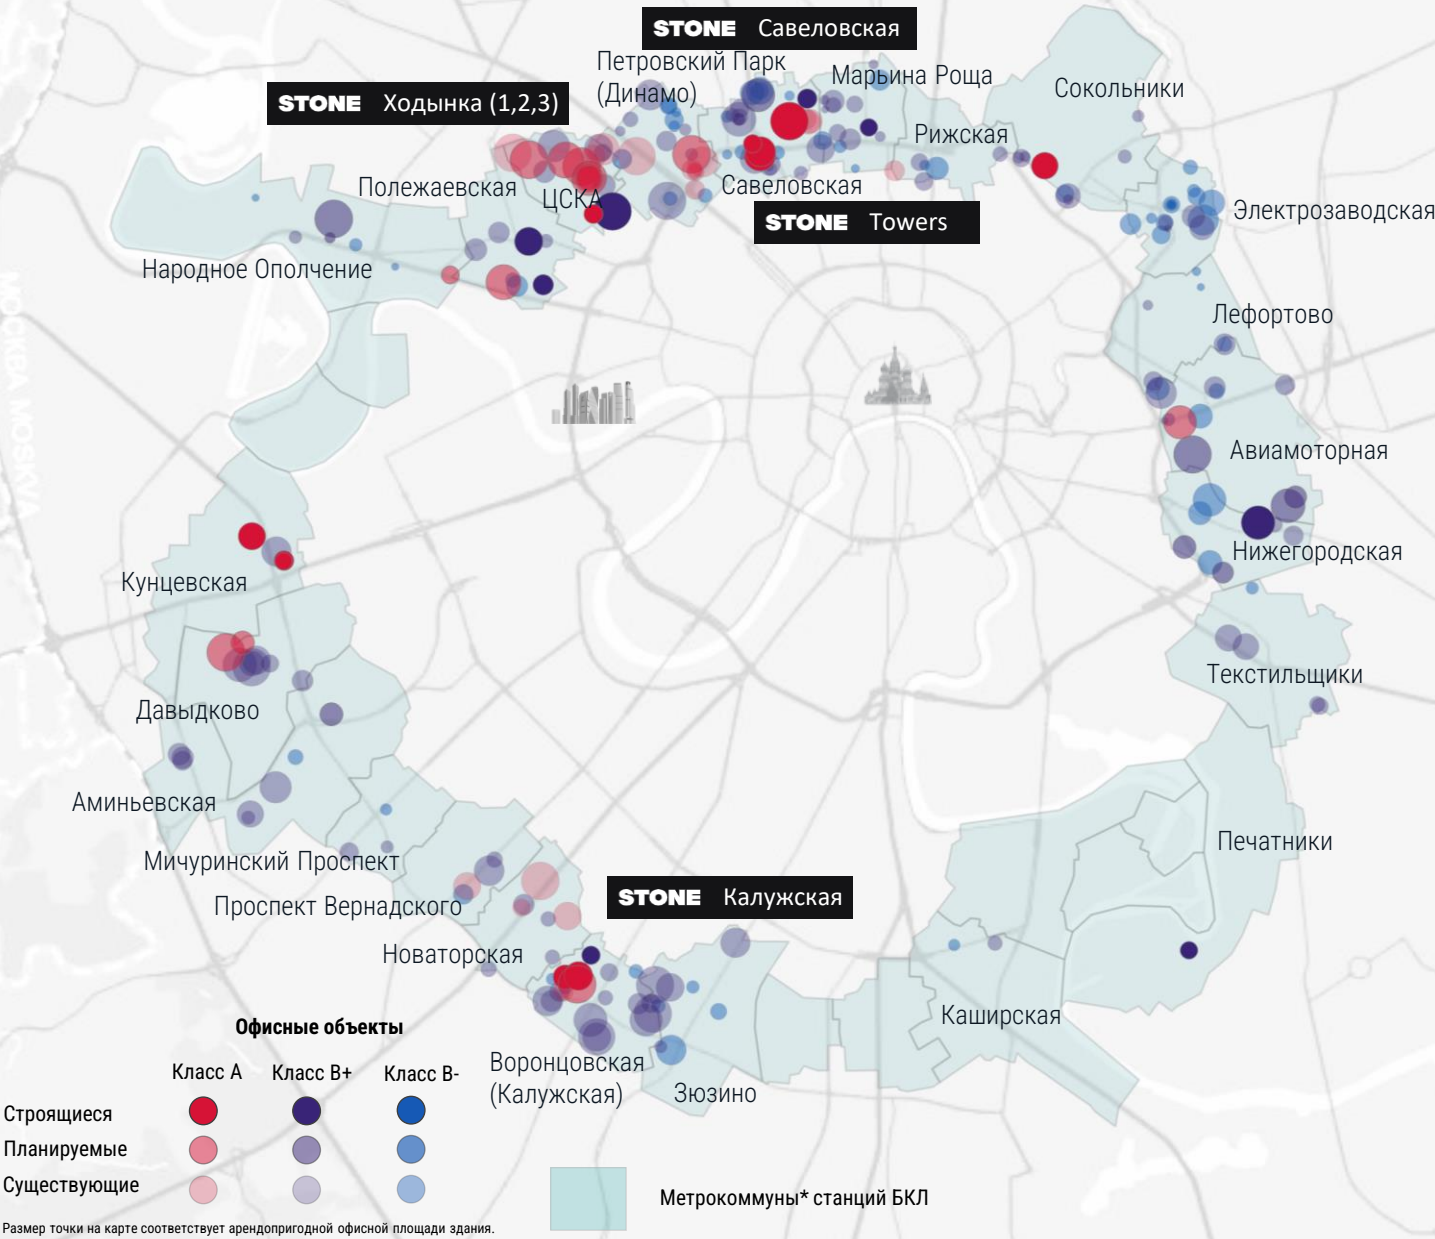 STONE Савеловская
Петровский Парк
(Динамо)
Марьина Роща
Сокольники
STONE Ходынка (1,2,3)
Рижская
Полежаевская
ЦСКА
Савеловская
STONE Towers
Электрозаводская
Народное Ополчение
МОСКВА MOSKVA
Лефортово
Авиамоторная
Нижегородская
Кунцевская
Текстильщики
Давыдково
Аминьевская
Печатники
Мичуринский Проспект
STONE Калужская
Проспект Вернадского
Новаторская
Каширская
Воронцовская
(Калужская)
Зюзино
Офисные объекты
Класс А Класс В+ Класс В-
Строящиеся
Планируемые
Существующие
Метрокоммуны* станций БКЛ
Размер точки на карте соответствует арендопригодной офисной площади здания.